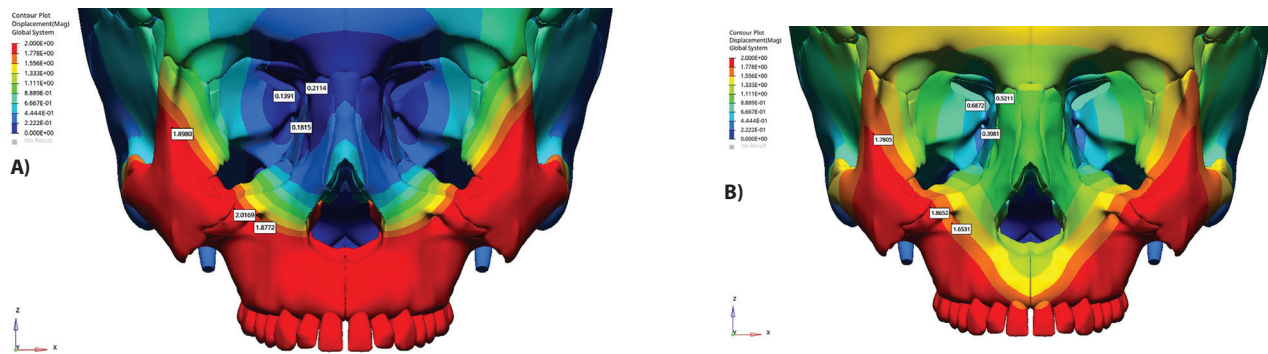 Contour Plot
Displacement(Mag)
Global System
2.000E+00
1.778E+00
1.556E+00
1.333E+00
1.111E+00
8.889E-01
6.667E-01
4.444E-01
2.222E-01
0.000E+00
No Result
0.1391
0.2114
0.1815
1.8980
2.0169
1.8772
A)
Z
Y
X
Contour Plot
Displacement(Mag)
Global System
2.000E+00
1.778E+00
1.556E+00
1.333E+00
1.111E+00
8.889E-01
6.667E-01
4.444E-01
2.222E-01
0.000E+00
No Result
0.6872
0.5211
0.3981
1.7805
1.8652
1.6531
B)
Z
Y
X